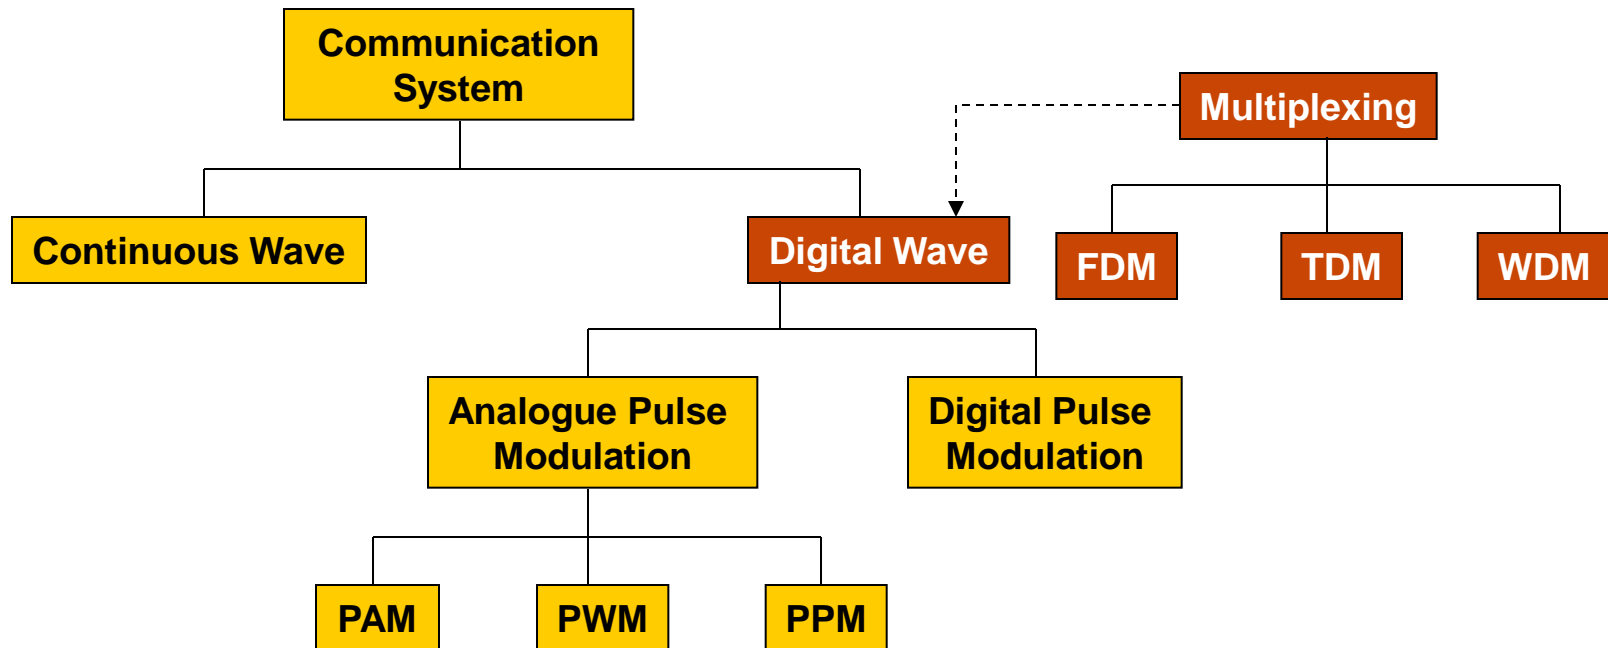 Communication
System
Multiplexing
Continuous Wave
Digital Wave
FDM
TDM
WDM
Analogue Pulse
Modulation
Digital Pulse
Modulation
PAM
PWM
PPM